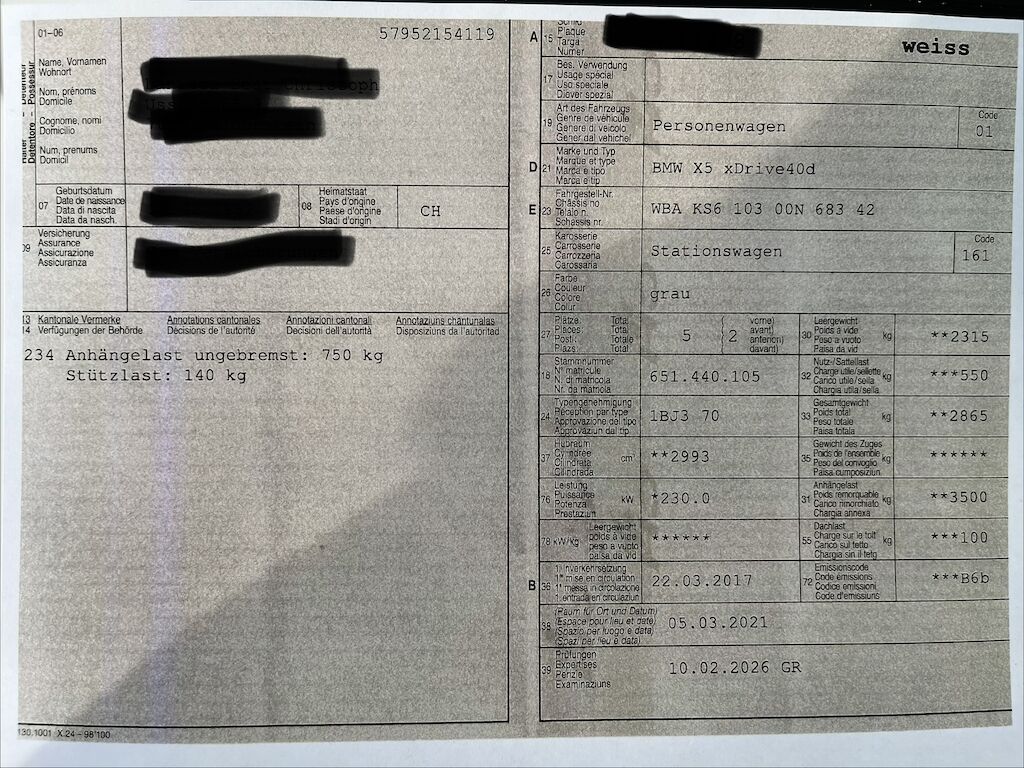 01-06
57952154119
Name, Vornamen
Wohnort
Nom, prénoms
Domicile
Cognome, nomi
Domicilio
Num, prenums
Domicil
Detentore - Possessur
07
Geburtsdatum
Date de naissance
Data di nascita
Data da nasch.
08
Heimatstaat
Pays d'origine
Paese d'origine
Stadi d'origin
CH
09
Versicherung
Assurance
Assicurazione
Assicuranza
13 Kantonale Vermerke Annotations cantonales Annotazioni cantonali Annotaziuns chantunalas
14 Verfügungen der Behörde Décisions de l'autorité Decisioni dell'autorità Disposiziuns da l'autoritad
234 Anhängelast ungebremst: 750 kg
Stützlast: 140 kg
130.1001 X.24 – 98'100
A 15
Schild
Plaque
Targa
Numer
weiss
17
Bes. Verwendung
Usage spécial
Uso speciale
Diever spezial
19
Art des Fahrzeugs
Genre de véhicule
Genere di veicolo
Gener dal vehichel
Personenwagen
Code
01
D 21
Marke und Typ
Marque et type
Marca e tipo
Marca e tip
BMW X5 xDrive40d
E 23
Fahrgestell-Nr.
Châssis no
Telaio n.
Schassis nr.
WBA KS6 103 00N 683 42
25
Karosserie
Carrosserie
Carrozzeria
Carossaria
Stationswagen
Code
161
26
Farbe
Couleur
Colore
Colur
grau
27
Plätze Total
Places Total
Posti Totale
Plazs Totale
5 ( 2
vorne)
avant)
anteriori)
davant)
30
Leergewicht
Poids à vide
Peso a vuoto
Paisa da vid
kg
**2315
18
Stammnummer
N° matricule
N. di matricola
Nr. da matricla
651.440.105
32
Nutz-/Sattellast
Charge utile/sellette
Carico utile/sella
Chargia utila/sella
kg
***550
24
Typengenehmigung
Réception par type
Approvazione del tipo
Approvaziun dal tip
1BJ3 70
33
Gesamtgewicht
Poids total
Peso totale
Paisa totala
kg
**2865
37
Hubraum
Cylindrée
Cilindrata
Cilindrada
cm³
**2993
35
Gewicht des Zuges
Poids de l'ensemble
Peso del convoglio
Paisa cumposiziun
kg
******
76
Leistung
Puissance
Potenza
Prestaziun
kW
*230.0
31
Anhängelast
Poids remorquable
Carico rimorchiato
Chargia annexa
kg
**3500
78 kW/kg
Leergewicht
poids à vide
peso a vuoto
paisa da vid
******
55
Dachlast
Charge sur le toit
Carico sul tetto
Chargia sin il tetg
kg
***100
B 36
1. Inverkehrsetzung
1re mise en circulation
1a messa in circolazione
1. entrada en circulaziun
22.03.2017
72
Emissionscode
Code émissions
Codice emissioni
Code d'emissiuns
***B6b
38
(Raum für Ort und Datum)
(Espace pour lieu et date)
(Spazio per luogo e data)
(Spazi per lieu e data)
05.03.2021
39
Prüfungen
Expertises
Perizie
Examinaziuns
10.02.2026 GR